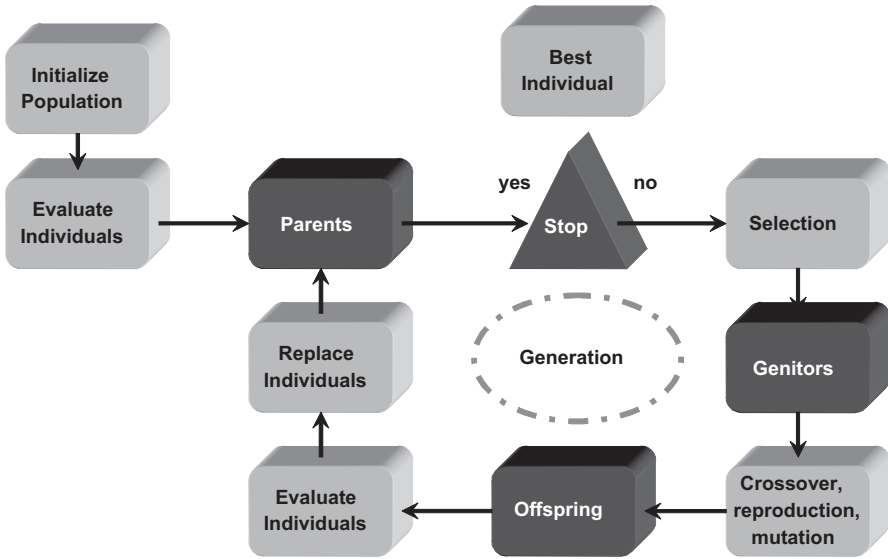 Initialize
Population
Best
Individual
Evaluate
Individuals
Parents
yes
no
Stop
Selection
Replace
Individuals
Generation
Genitors
Evaluate
Individuals
Offspring
Crossover,
reproduction,
mutation